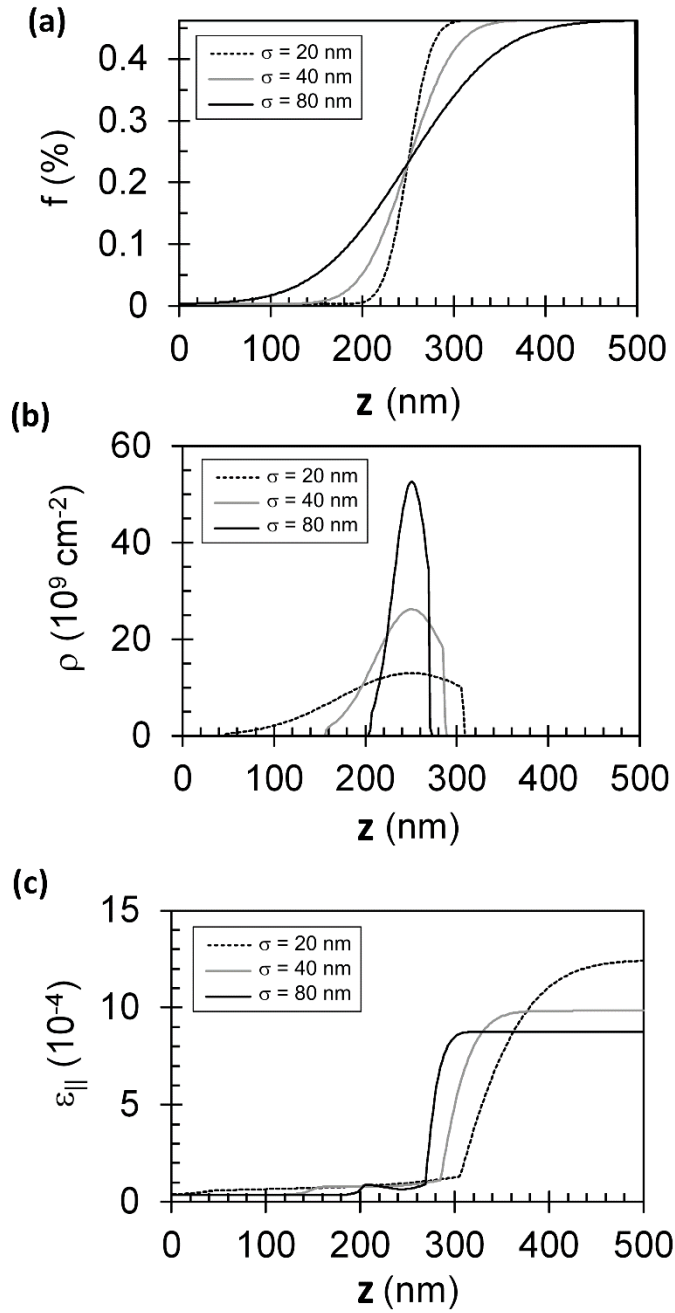 (a)
0.4
0.3
0.2
0.1
0
f (%)
σ = 20 nm
σ = 40 nm
σ = 80 nm
0 100 200 300 400 500
z (nm)
(b)
60
40
20
0
ρ (10⁹ cm⁻²)
σ = 20 nm
σ = 40 nm
σ = 80 nm
0 100 200 300 400 500
z (nm)
(c)
15
10
5
0
ε|| (10⁻⁴)
σ = 20 nm
σ = 40 nm
σ = 80 nm
0 100 200 300 400 500
z (nm)